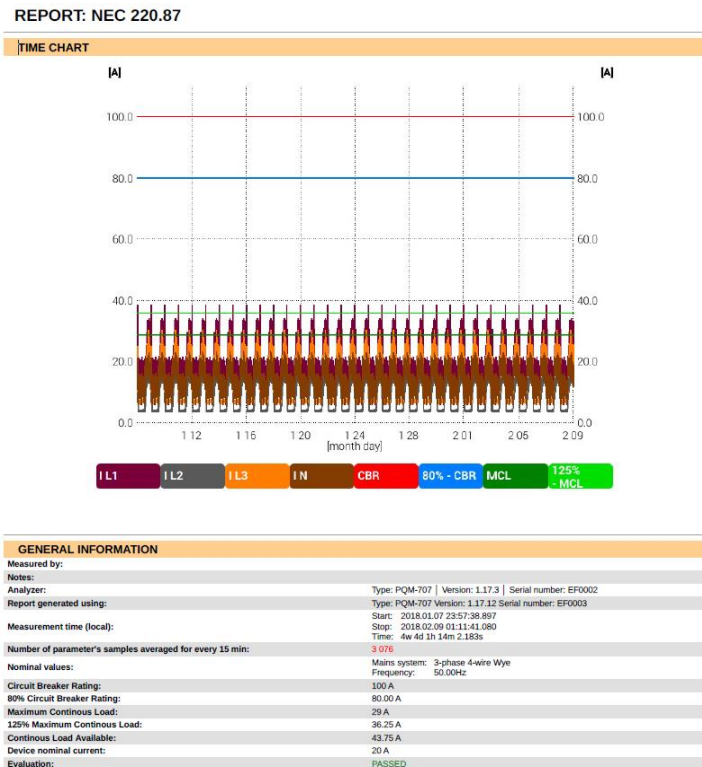 REPORT: NEC 220.87
TIME CHART
[A] [A]
100.0 100.0
80.0 80.0
60.0 60.0
40.0 40.0
20.0 20.0
0.0 0.0
1 12 1 16 1 20 1 24 1 28 2 01 2 05 2 09
[month day]
I L1 I L2 I L3 I N CBR 80% - CBR MCL 125% - MCL
GENERAL INFORMATION
Measured by:
Notes:
Analyzer: Type: PQM-707 | Version: 1.17.3 | Serial number: EF0002
Report generated using: Type: PQM-707 Version: 1.17.12 Serial number: EF0003
Measurement time (local): Start: 2018.01.07 23:57:38.897
Stop: 2018.02.09 01:11:41.080
Time: 4w 4d 1h 14m 2.183s
Number of parameter's samples averaged for every 15 min: 3 076
Nominal values: Mains system: 3-phase 4-wire Wye
Frequency: 50.00Hz
Circuit Breaker Rating: 100 A
80% Circuit Breaker Rating: 80.00 A
Maximum Continous Load: 29 A
125% Maximum Continous Load: 36.25 A
Continous Load Available: 43.75 A
Device nominal current: 20 A
Evaluation: PASSED